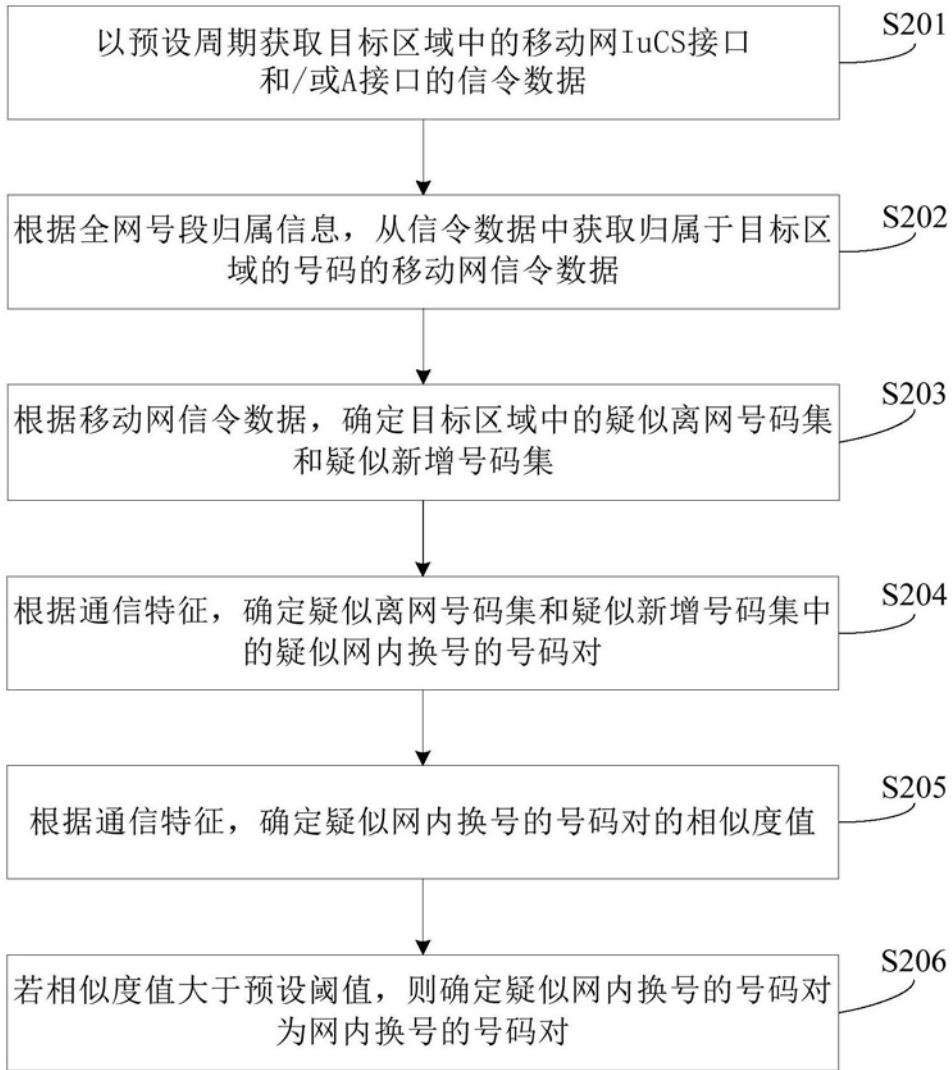 以预设周期获取目标区域中的移动网IuCS接口
和/或A接口的信令数据
S201
根据全网号段归属信息，从信令数据中获取归属于目标区
域的号码的移动网信令数据
S202
根据移动网信令数据，确定目标区域中的疑似离网号码集
和疑似新增号码集
S203
根据通信特征，确定疑似离网号码集和疑似新增号码集中
的疑似网内换号的号码对
S204
根据通信特征，确定疑似网内换号的号码对的相似度值
S205
若相似度值大于预设阈值，则确定疑似网内换号的号码对
为网内换号的号码对
S206